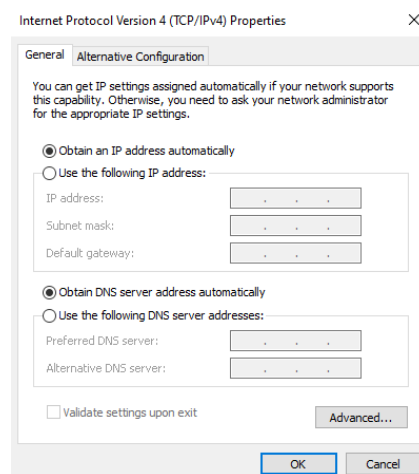 Internet Protocol Version 4 (TCP/IPv4) Properties
General
Alternative Configuration
You can get IP settings assigned automatically if your network supports
this capability. Otherwise, you need to ask your network administrator
for the appropriate IP settings.
Obtain an IP address automatically
Use the following IP address:
IP address:
Subnet mask:
Default gateway:
Obtain DNS server address automatically
Use the following DNS server addresses:
Preferred DNS server:
Alternative DNS server:
Validate settings upon exit
Advanced...
OK
Cancel